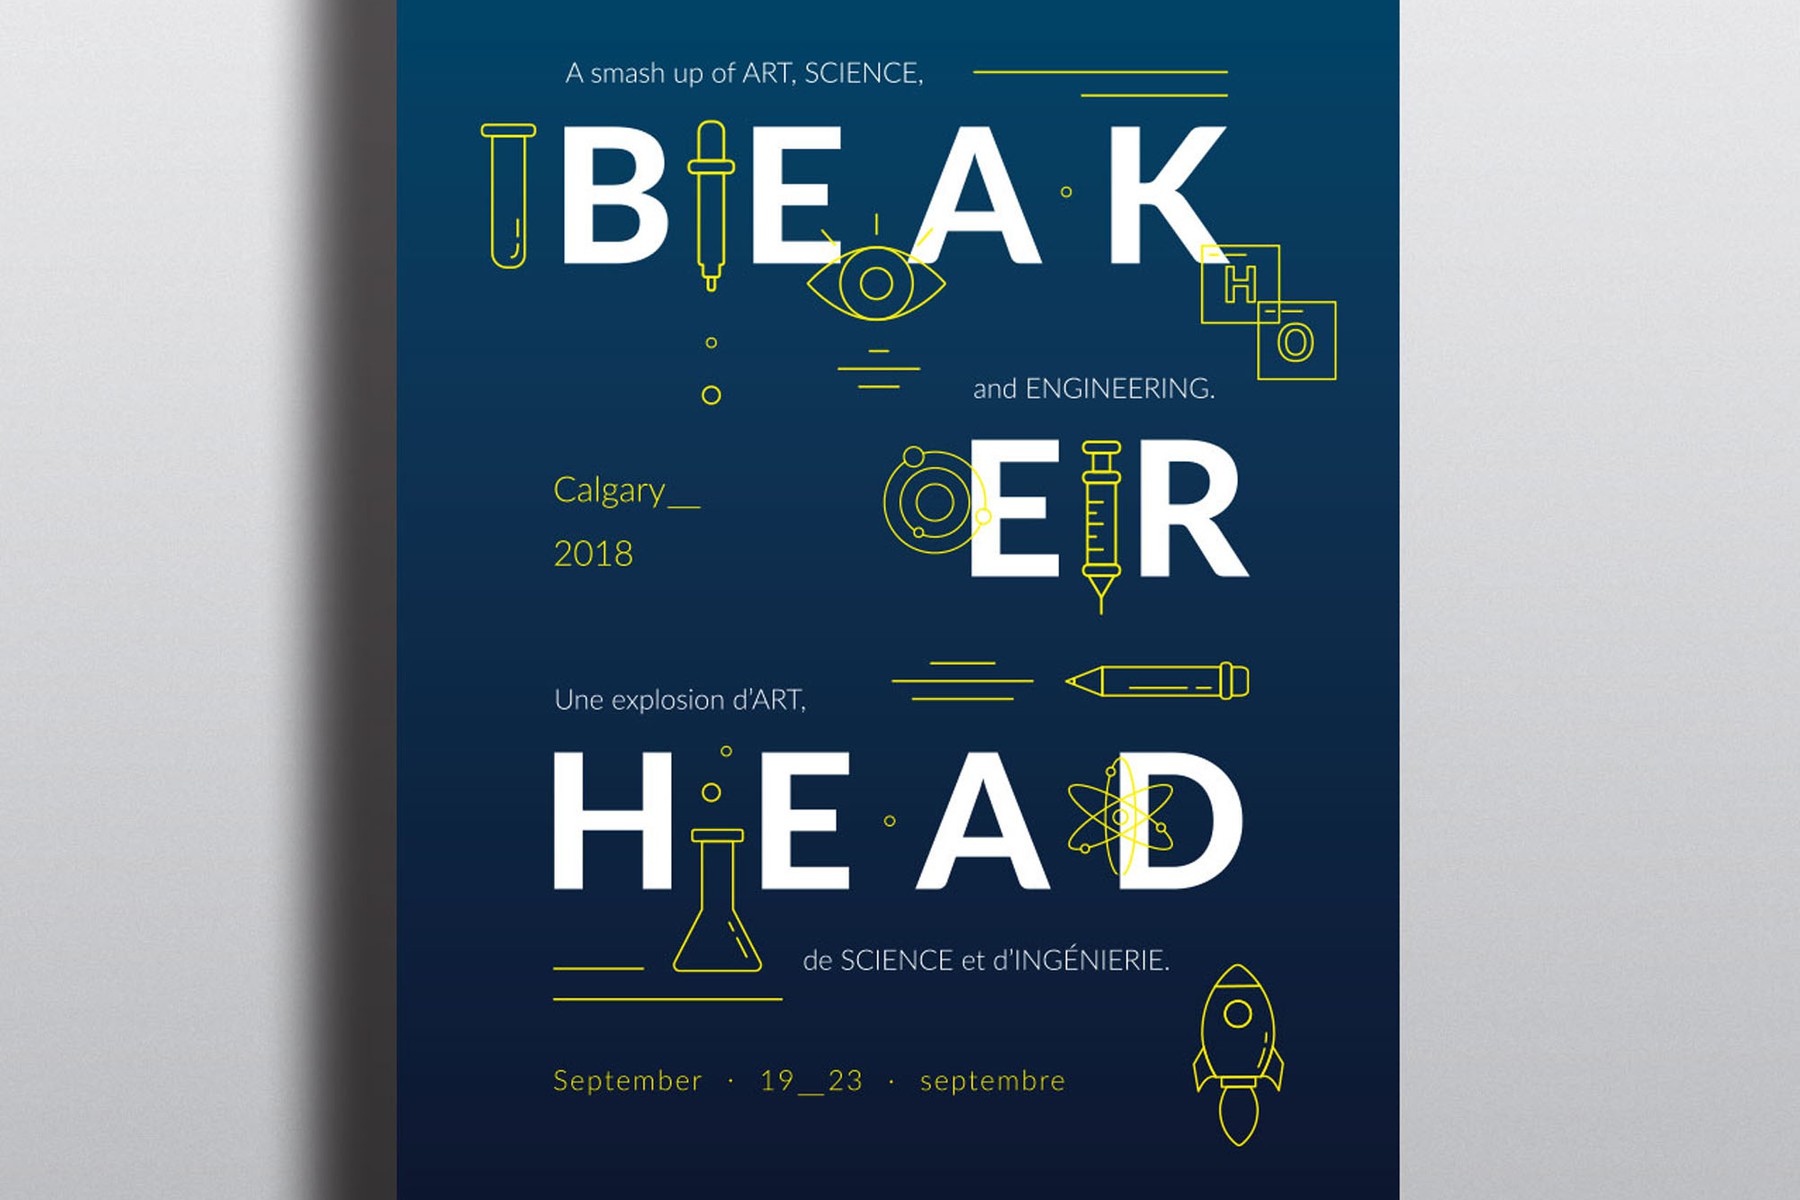 A smash up of ART, SCIENCE,
BEAK
H
O
and ENGINEERING.
ER
Calgary__
2018
Une explosion d'ART,
HEAD
de SCIENCE et d'INGÉNIERIE.
September · 19__23 · septembre